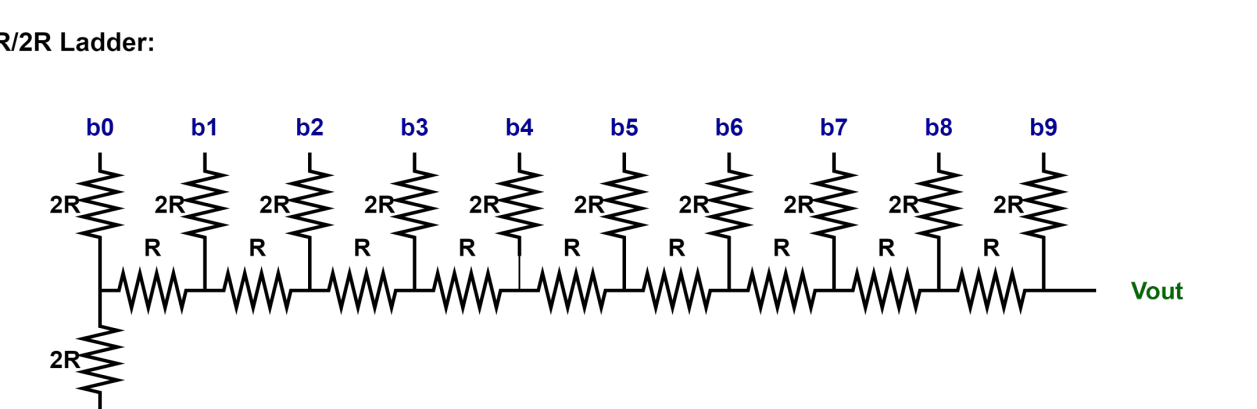 R/2R Ladder:
b0 b1 b2 b3 b4 b5 b6 b7 b8 b9
2R 2R 2R 2R 2R 2R 2R 2R 2R 2R
R R R R R R R R R
Vout
2R